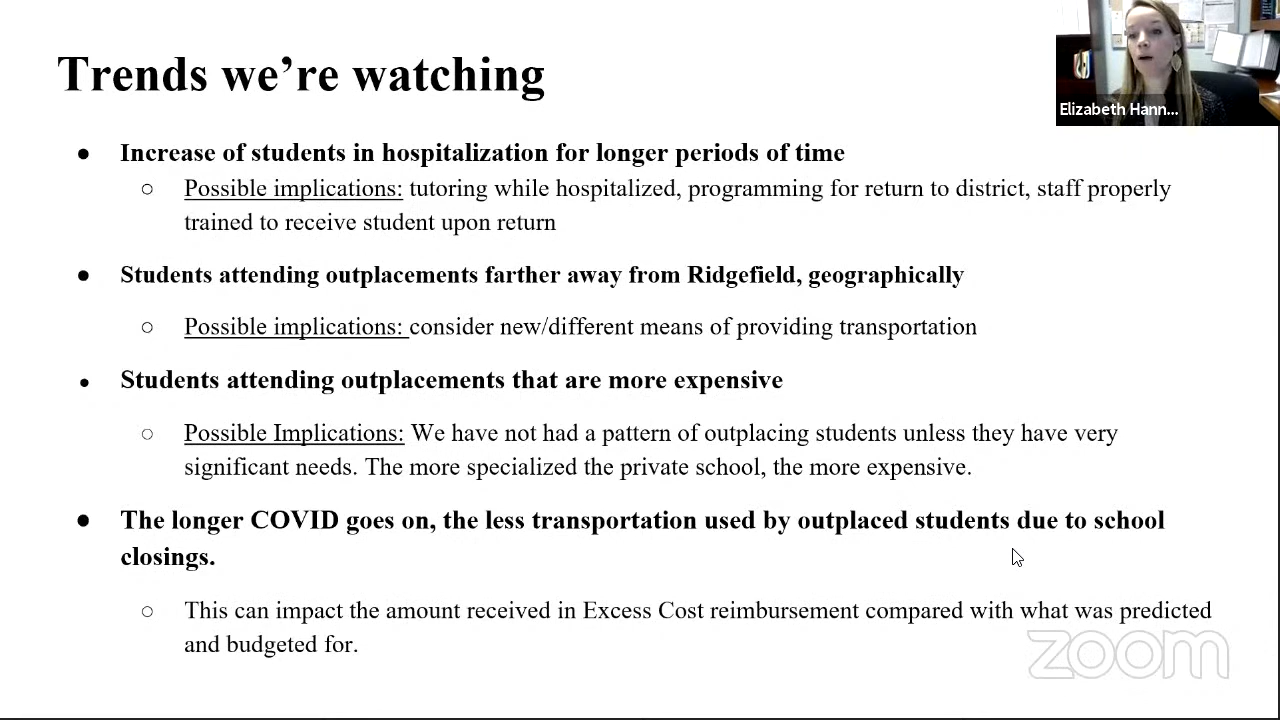 Trends we're watching
Elizabeth Hann...
● Increase of students in hospitalization for longer periods of time
○ Possible implications: tutoring while hospitalized, programming for return to district, staff properly
trained to receive student upon return
● Students attending outplacements farther away from Ridgefield, geographically
○ Possible implications: consider new/different means of providing transportation
● Students attending outplacements that are more expensive
○ Possible Implications: We have not had a pattern of outplacing students unless they have very
significant needs. The more specialized the private school, the more expensive.
● The longer COVID goes on, the less transportation used by outplaced students due to school
closings.
○ This can impact the amount received in Excess Cost reimbursement compared with what was predicted
and budgeted for.
zoom